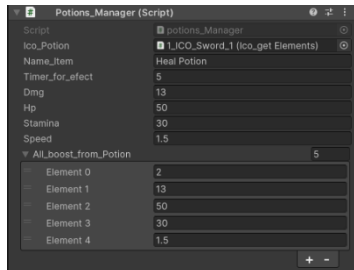 # Potions_Manager (Script)
Script potions_Manager
Ico_Potion 1_ICO_Sword_1 (Ico_get Elements)
Name_Item Heal Potion
Timer_for_efect 5
Dmg 13
Hp 50
Stamina 30
Speed 1.5
All_boost_from_Potion 5
Element 0 2
Element 1 13
Element 2 50
Element 3 30
Element 4 1.5
+ -